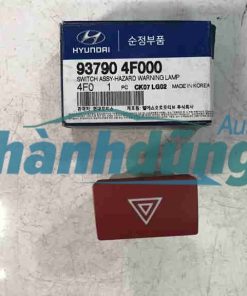 HYUNDAI
순정부품
93790 4F000
SWITCH ASSY-HAZARD WARNING LAMP
4F0 1 PC CK07 LG02 MADE IN KOREA
Thanhdũng